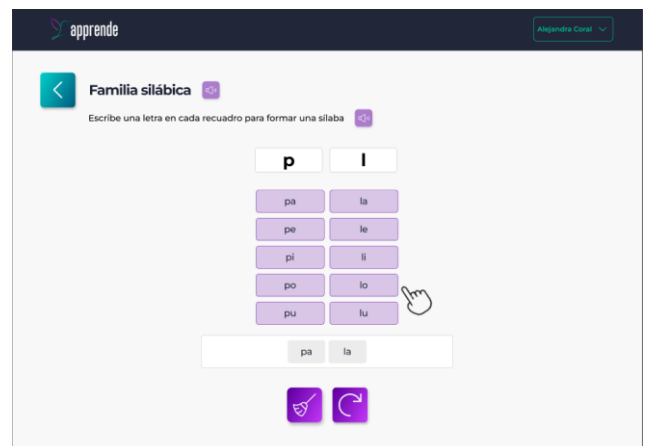 apprende
Alejandra Coral
Familia silábica
Escribe una letra en cada recuadro para formar una sílaba
p l
pa la
pe le
pi li
po lo
pu lu
pa la